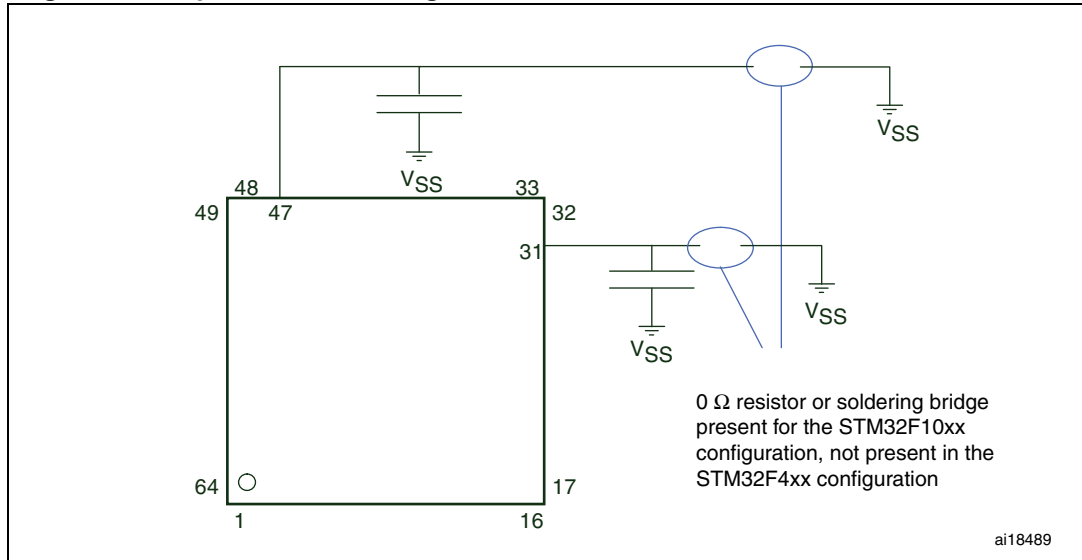 VSS
VSS
48
33
49
47
32
31
VSS
VSS
0 Ω resistor or soldering bridge
present for the STM32F10xx
configuration, not present in the
STM32F4xx configuration
64
17
1
16
ai18489